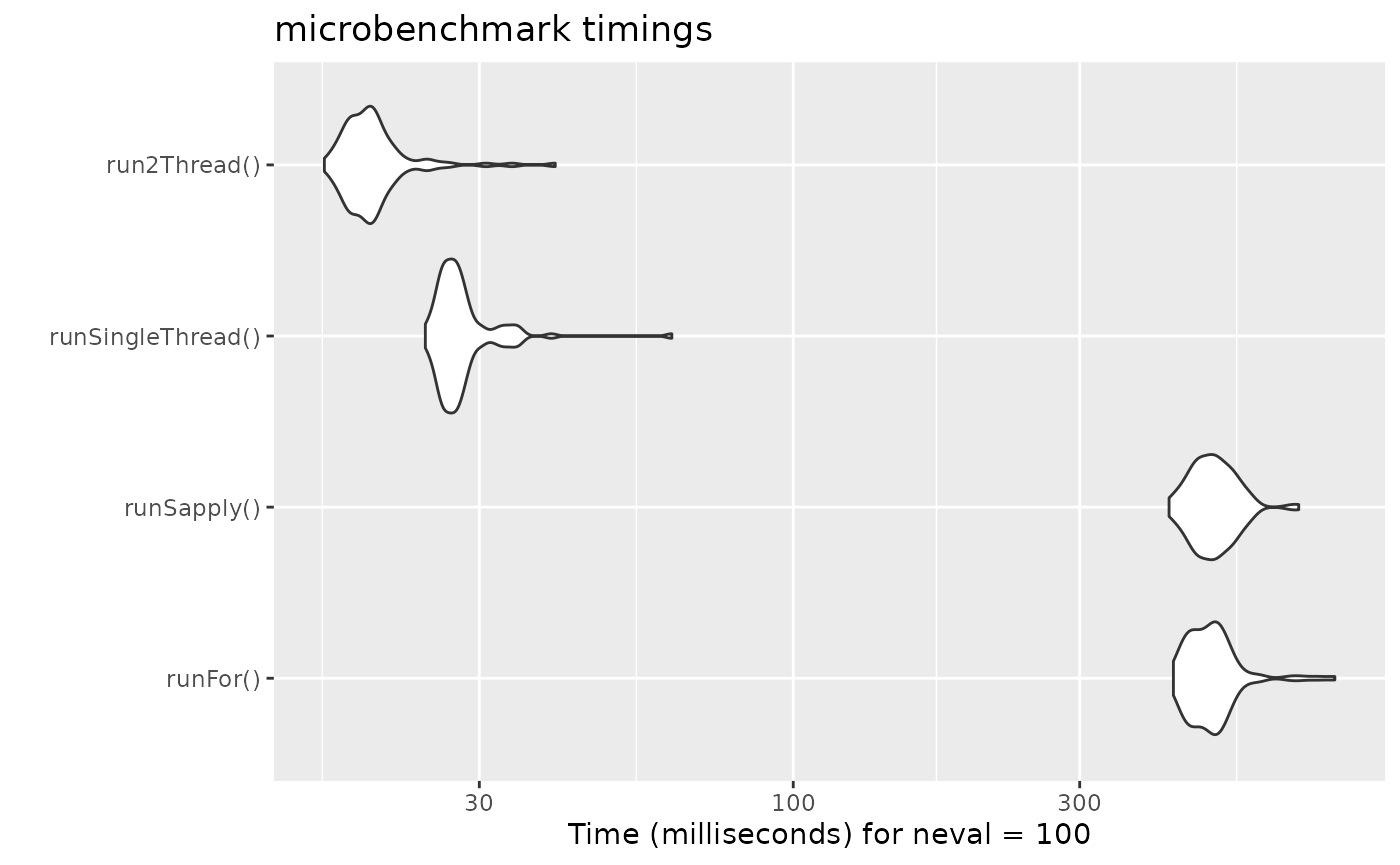 microbenchmark timings
run2Thread()
runSingleThread()
runSapply()
runFor()
30 100 300
Time (milliseconds) for neval = 100